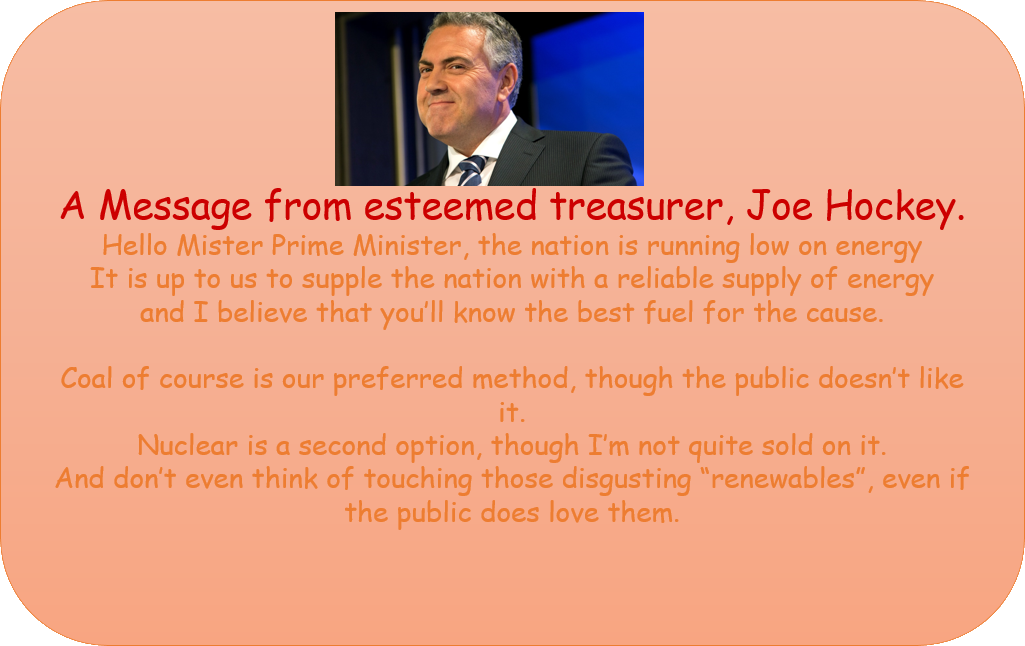 A Message from esteemed treasurer, Joe Hockey.
Hello Mister Prime Minister, the nation is running low on energy
It is up to us to supple the nation with a reliable supply of energy
and I believe that you’ll know the best fuel for the cause.
Coal of course is our preferred method, though the public doesn’t like
it.
Nuclear is a second option, though I’m not quite sold on it.
And don’t even think of touching those disgusting “renewables”, even if
the public does love them.